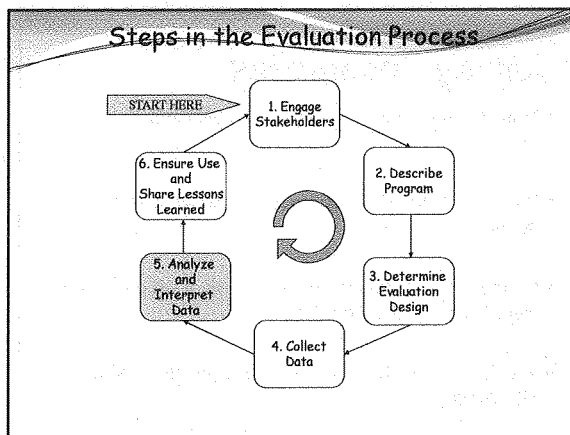 Steps in the Evaluation Process
START HERE
1. Engage
Stakeholders
2. Describe
Program
3. Determine
Evaluation
Design
4. Collect
Data
5. Analyze
and
Interpret
Data
6. Ensure Use
and
Share Lessons
Learned